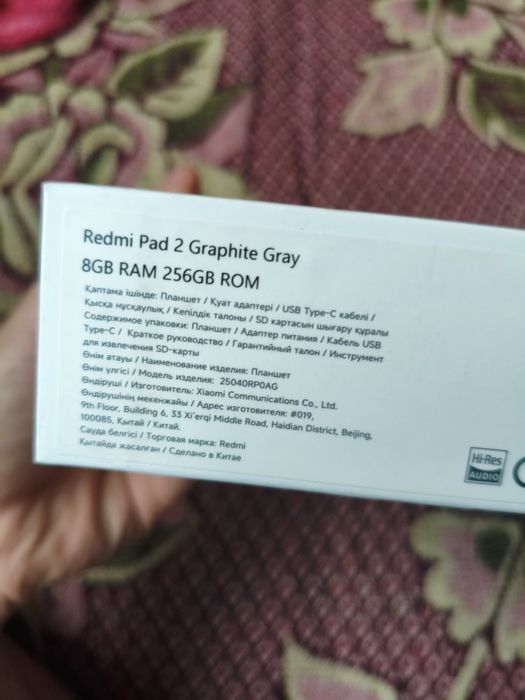 Redmi Pad 2 Graphite Gray
8GB RAM 256GB ROM
Қаптама ішінде: Планшет / Қуат адаптері / USB Type-C кабелі /
Қысқа нұсқаулық / Кепілдік талоны / SD картасын шығару құралы
Содержимое упаковки: Планшет / Адаптер питания / Кабель USB
Type-C / Краткое руководство / Гарантийный талон / Инструмент
для извлечения SD-карты
Өнім атауы / Наименование изделия: Планшет
Өнім үлгісі / Модель изделия: 25040RP0AG
Өндіруші / Изготовитель: Xiaomi Communications Co., Ltd.
Өндірушінің мекенжайы / Адрес изготовителя: #019,
9th Floor, Building 6, 33 Xi'erqi Middle Road, Haidian District, Beijing,
100085, Қытай / Китай.
Сауда белгісі / Торговая марка: Redmi
Қытайда жасалған / Сделано в Китае
Hi-Res
AUDIO